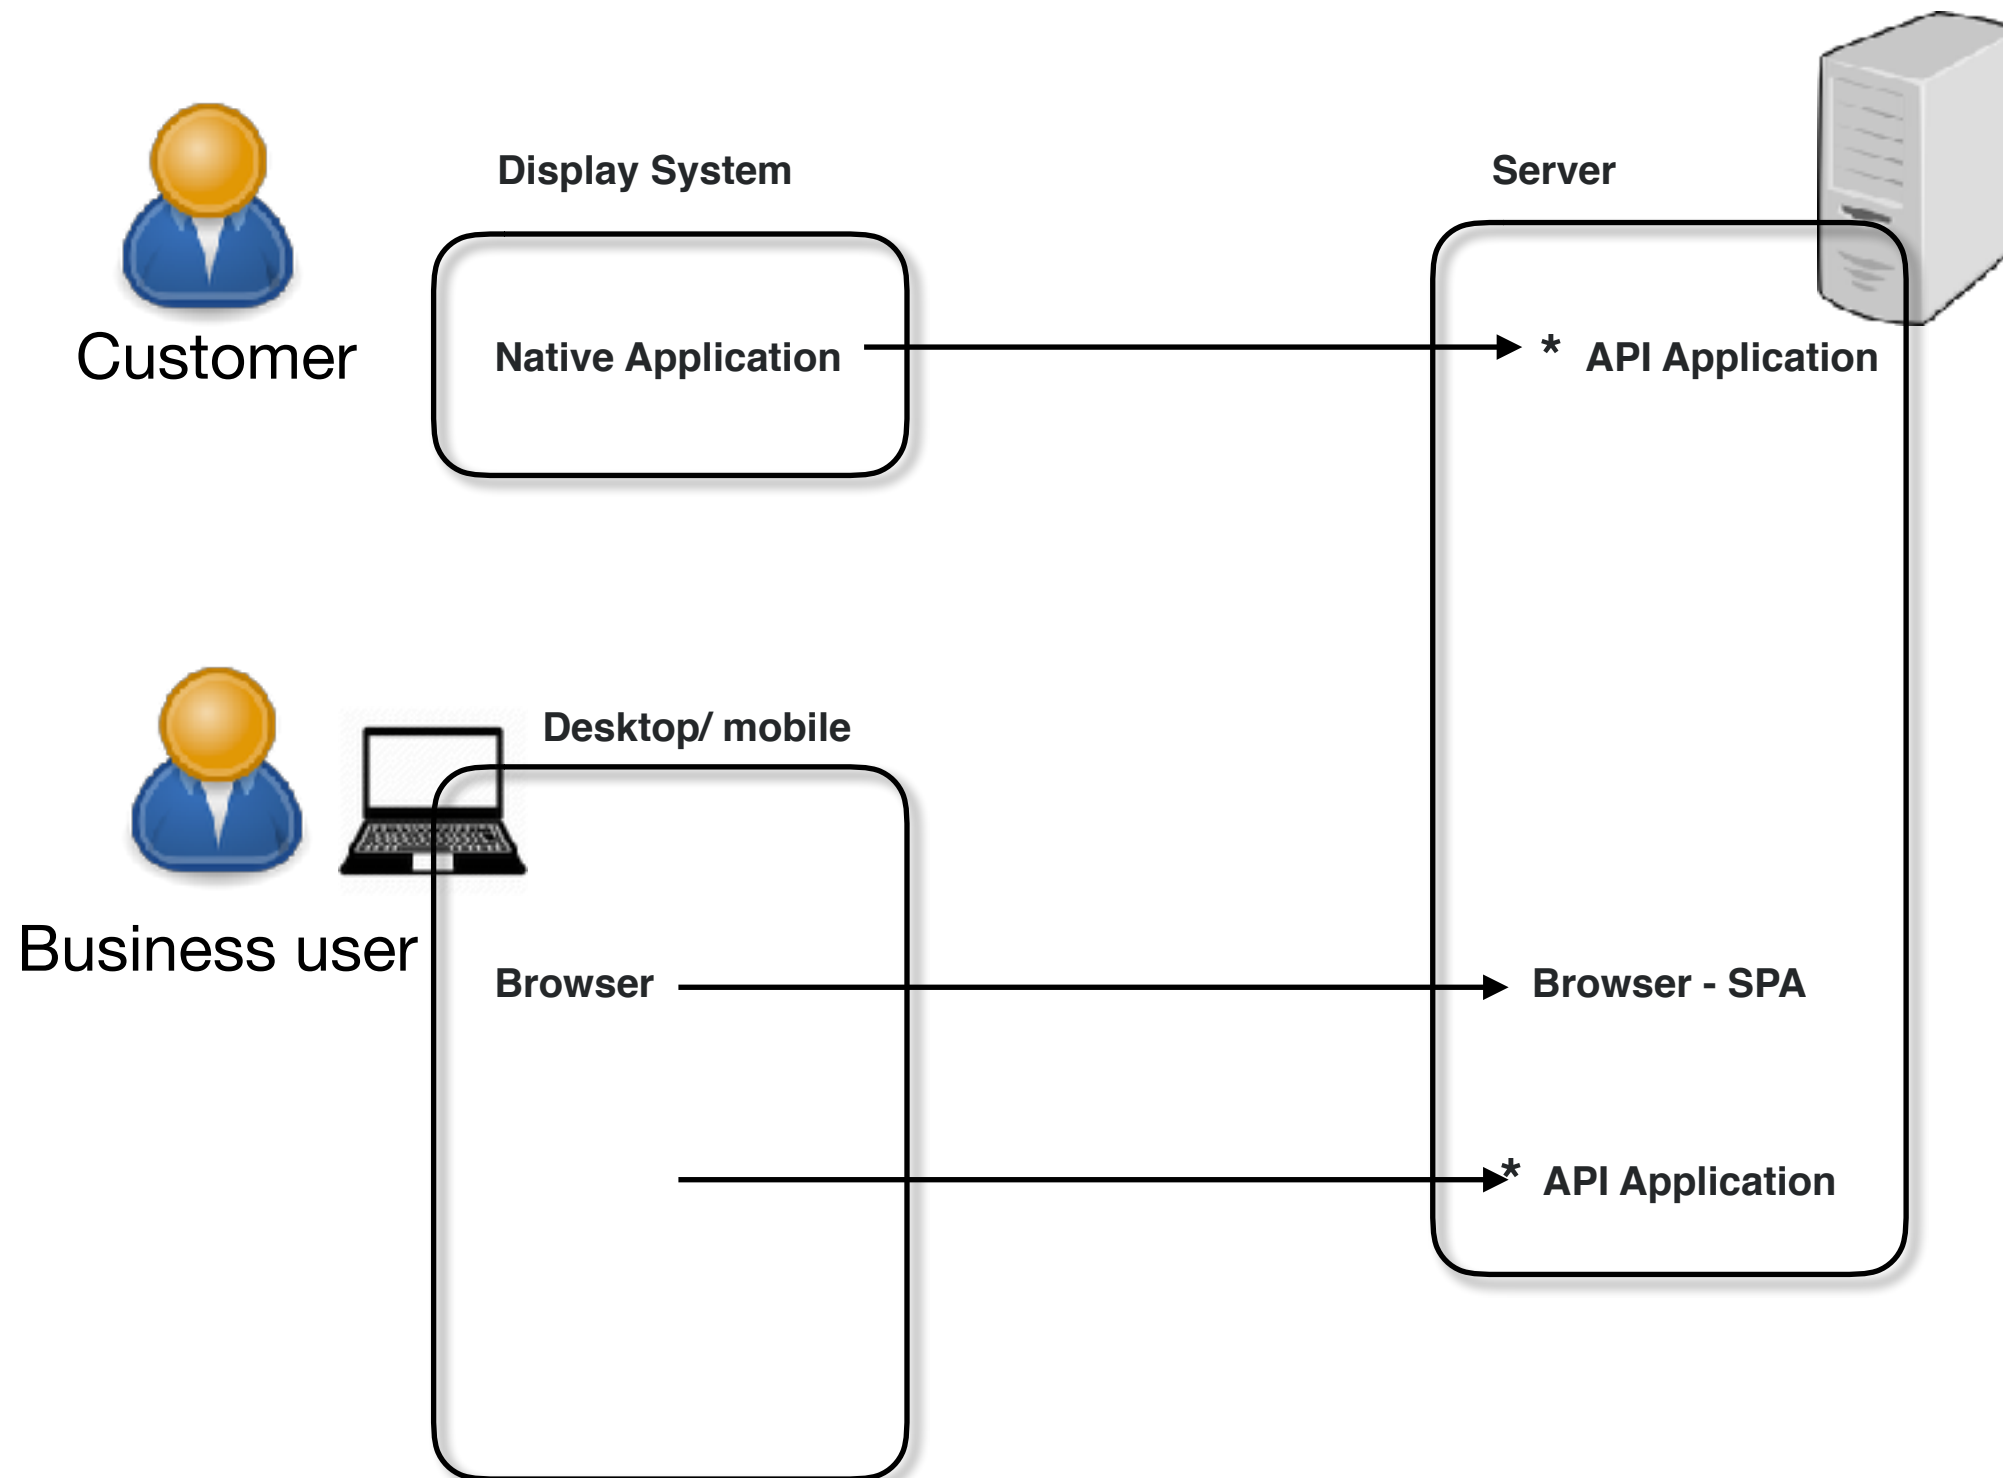 Display System
Server
Customer
Native Application
* API Application
Desktop/ mobile
Business user
Browser
Browser - SPA
* API Application